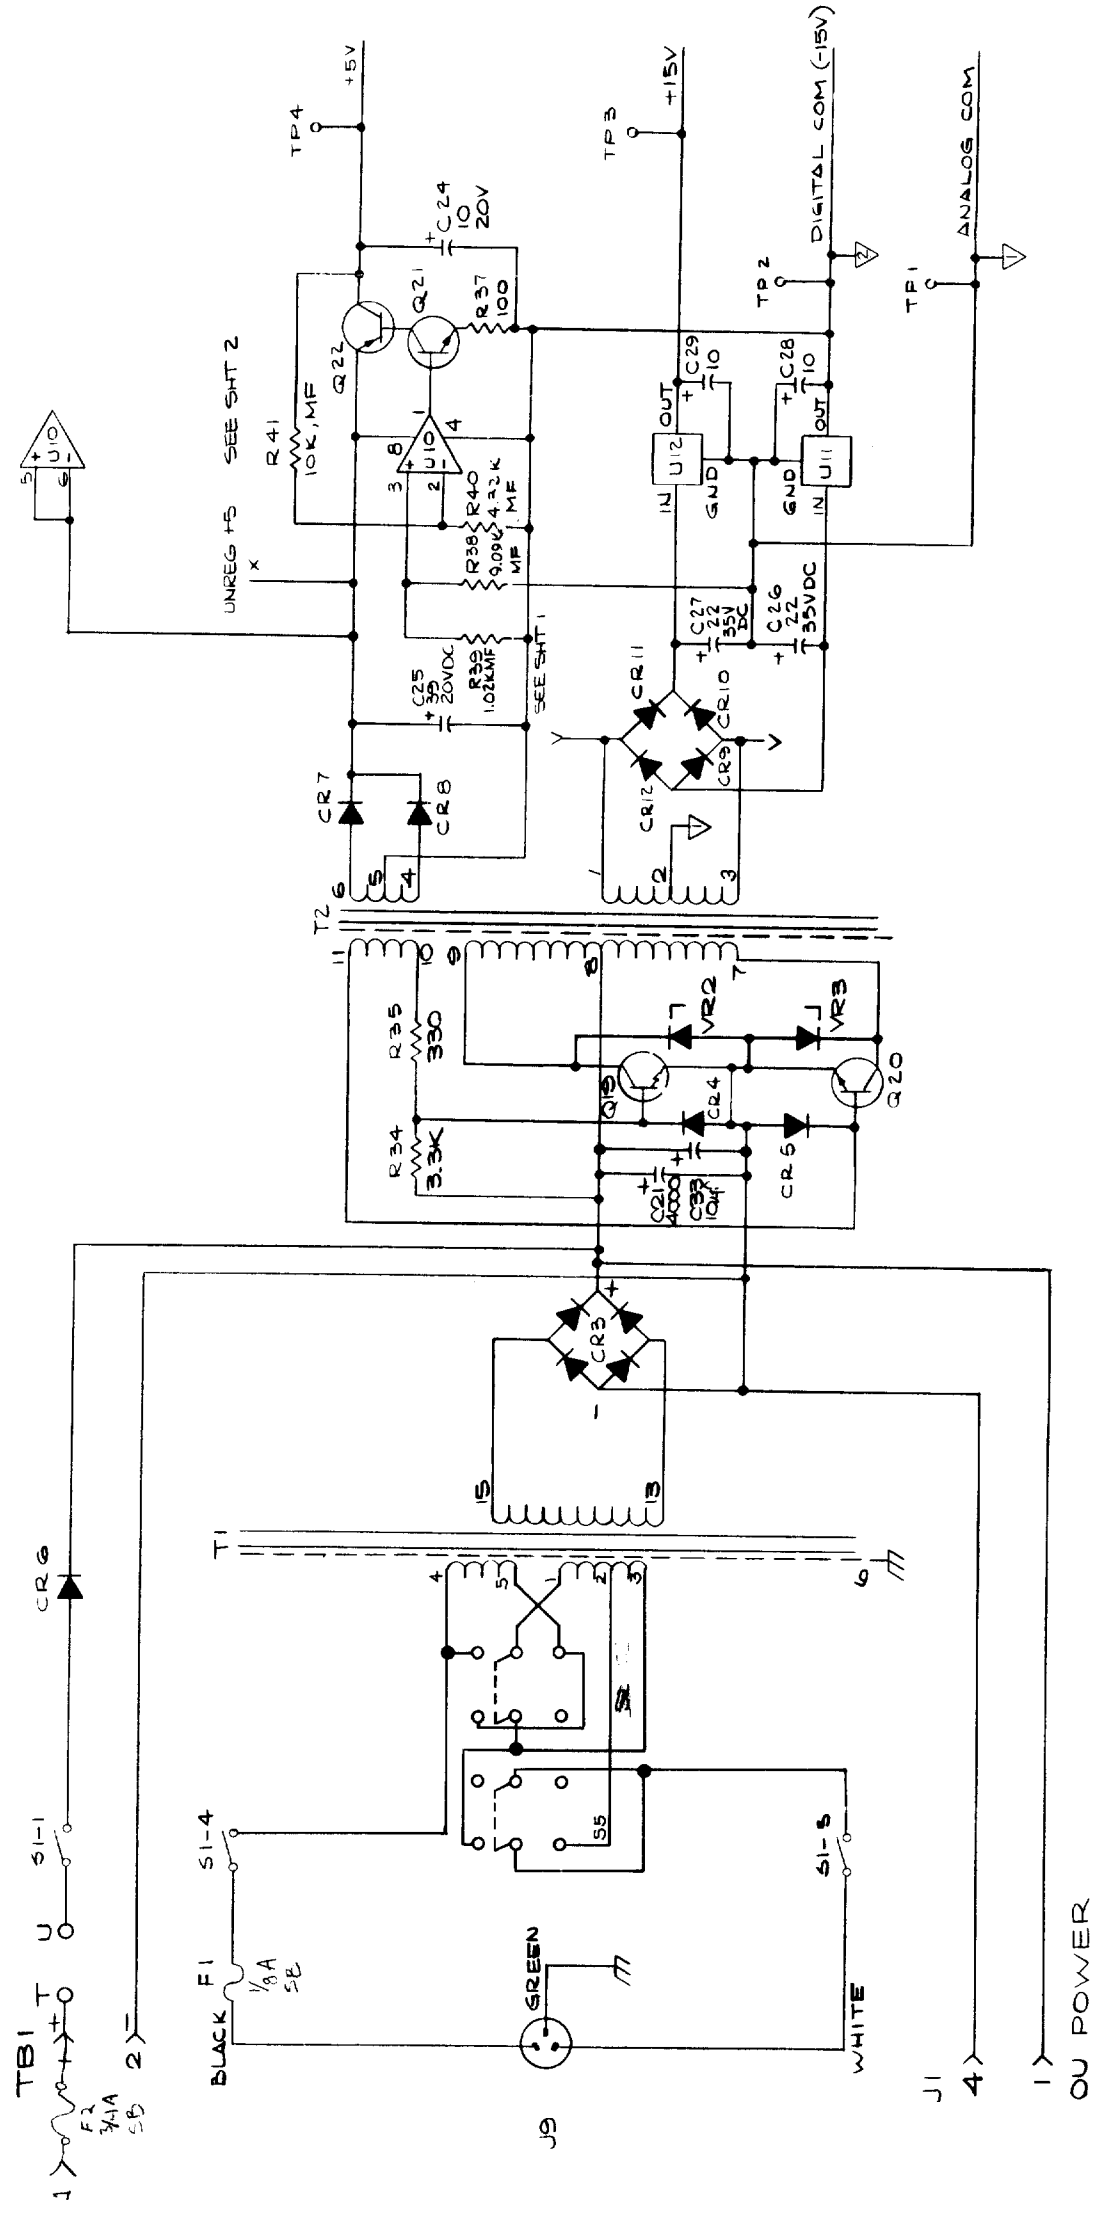 TB1
1
F2
3/4A
SB
+
T
U
S1-1
CR6
2
−
BLACK
F1
1/8A
SB
S1-4
J9
GREEN
WHITE
S1-5
S5
T1
4
5
1
2
3
6
15
13
CR3
+
−
J1
4
1
OU POWER
R34
3.3K
R35
330
+
C21
4000
+
C33
CR4
CR5
Q20
VR2
VR3
T2
11
10
9
8
7
6
5
4
1
2
3
1
CR7
CR8
+
C25
39
20VDC
R39
1.02K MF
SEE SHT 1
R38
9.09K
MF
R40
4.32K
MF
UNREG +5 SEE SHT 2
X
5
+
6
−
U10
R41
10K, MF
3
+
2
−
8
U10
1
4
Q22
Q21
R37
100
+
C24
10
20V
TP4
+5V
Y
Y
CR11
CR10
CR12
CR9
+
C27
22
35V
DC
+
C26
22
35VDC
IN
U12
OUT
GND
GND
IN
U11
OUT
+
C29
10
+
C28
10
TP3
+15V
TP2
2
DIGITAL COM (-15V)
TP1
1
ANALOG COM